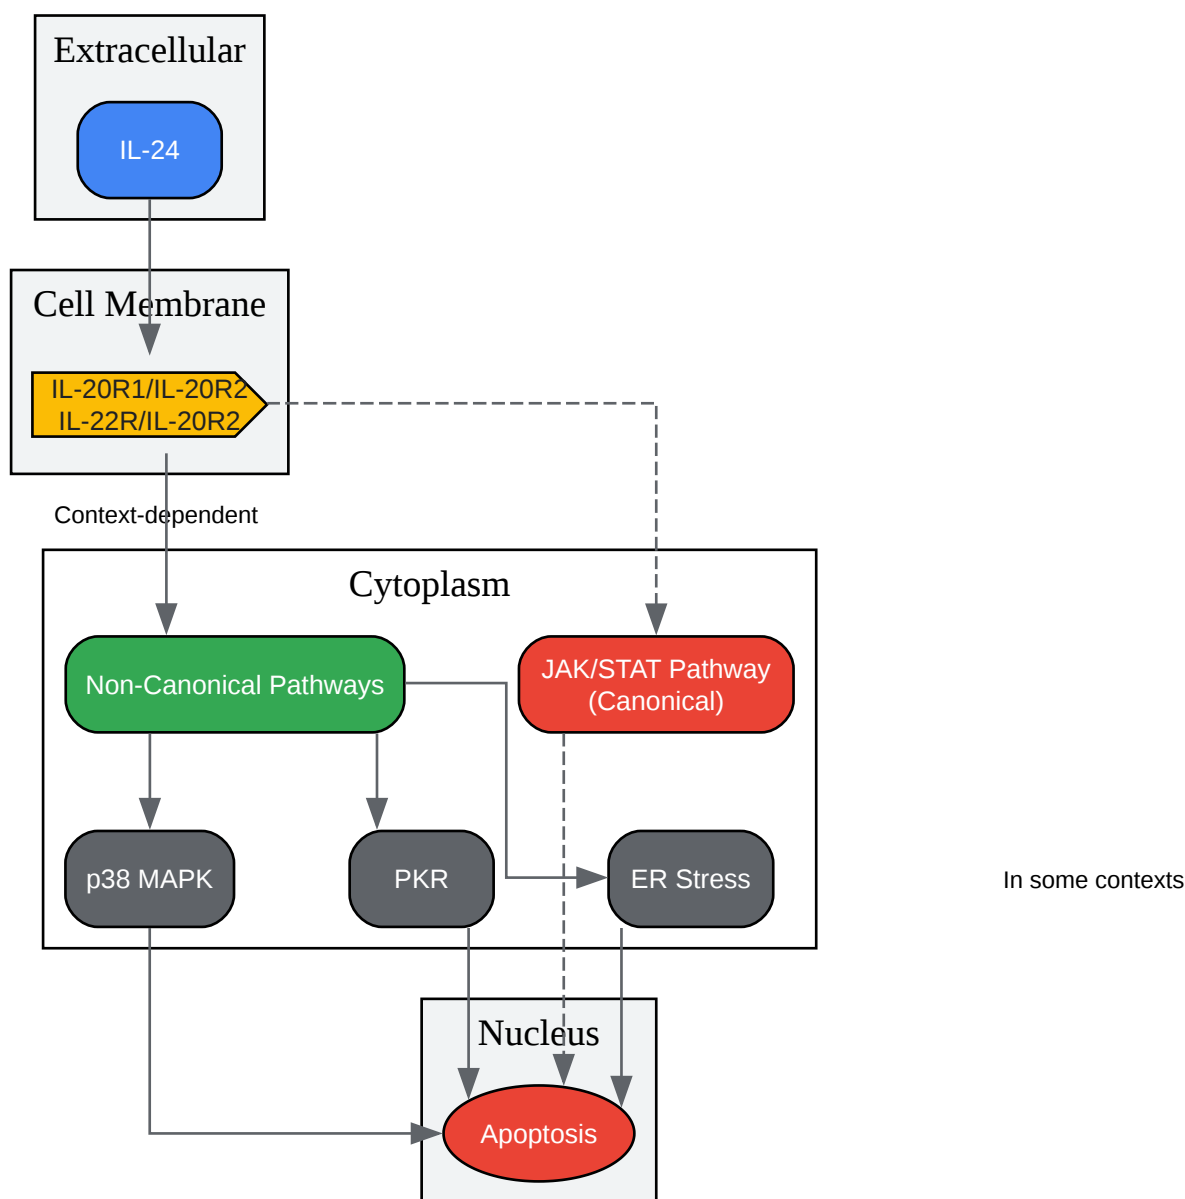 Extracellular
IL-24
Cell Membrane
IL-20R1/IL-20R2
IL-22R/IL-20R2
Context-dependent
Cytoplasm
Non-Canonical Pathways
JAK/STAT Pathway
(Canonical)
p38 MAPK
PKR
ER Stress
In some contexts
Nucleus
Apoptosis